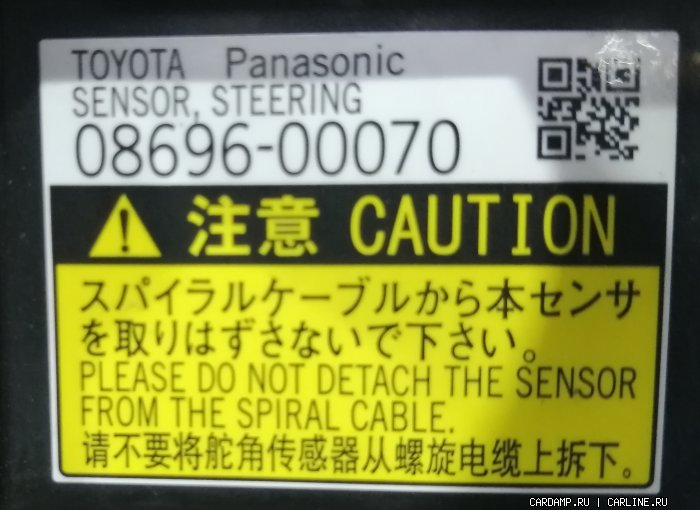 TOYOTA Panasonic
SENSOR, STEERING
08696-00070
注意 CAUTION
スパイラルケーブルから本センサ
を取りはずさないで下さい。
PLEASE DO NOT DETACH THE SENSOR
FROM THE SPIRAL CABLE.
请不要将舵角传感器从螺旋电缆上拆下。
CARDAMP.RU | CARLINE.RU